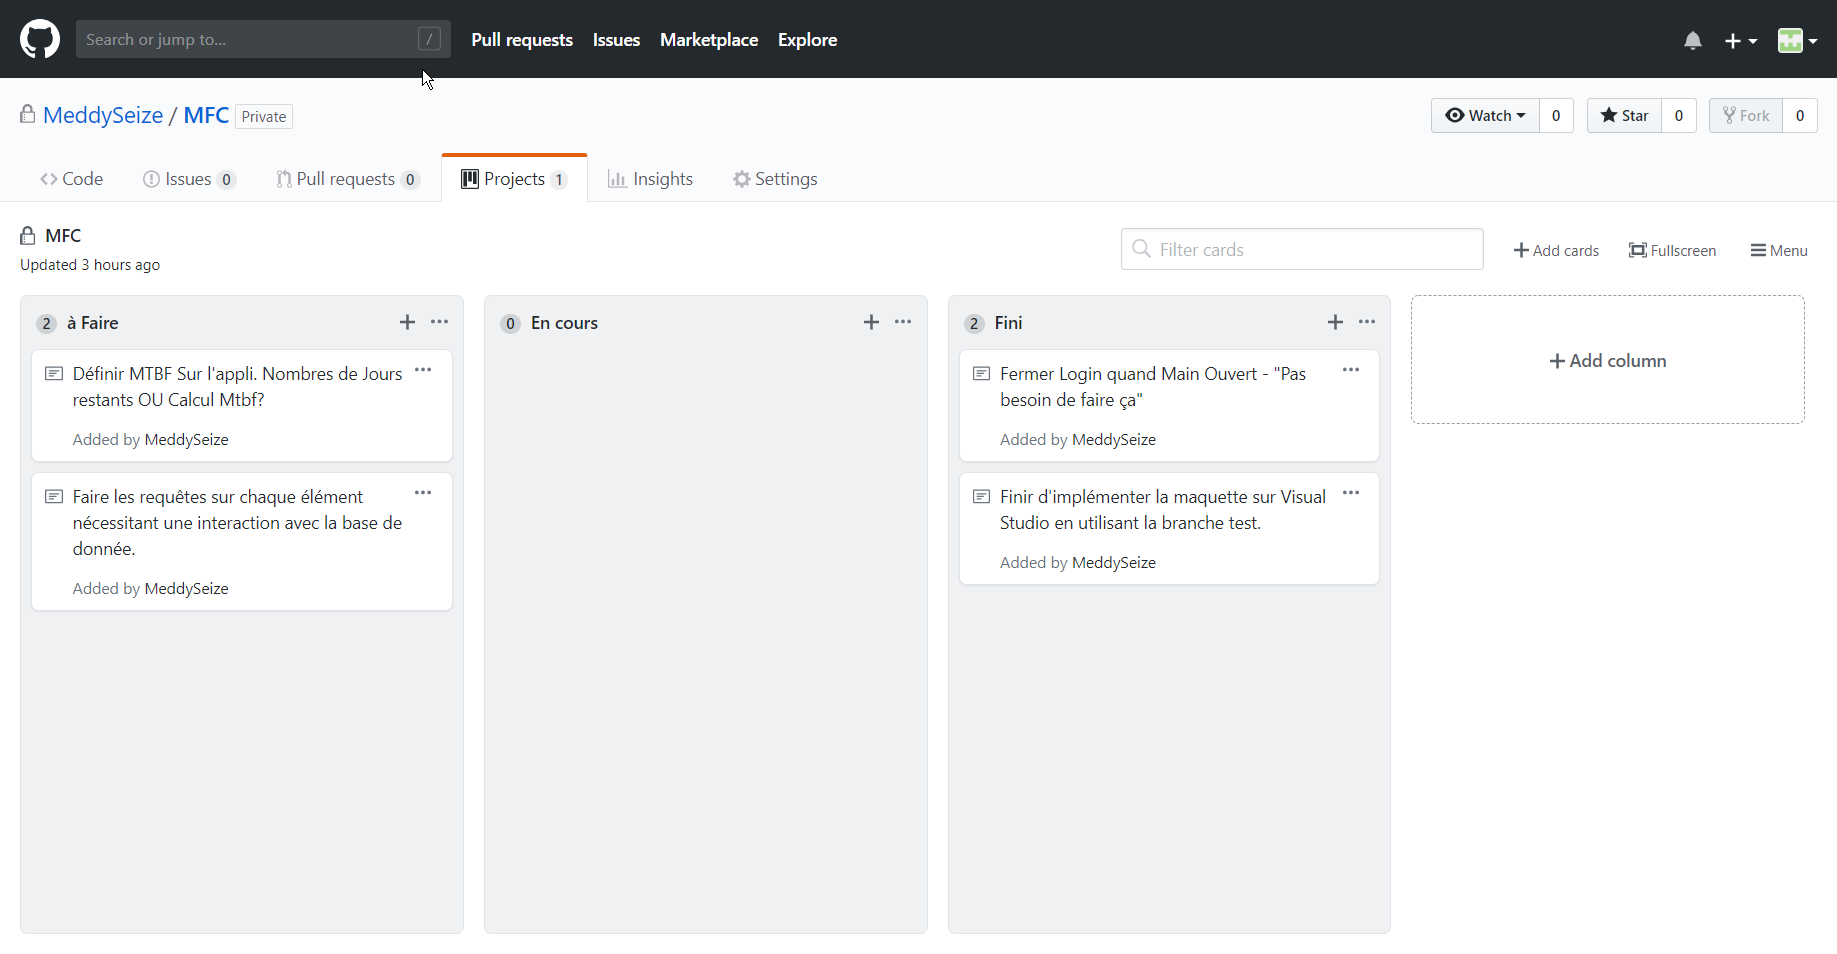 Search or jump to...
/
Pull requests
Issues
Marketplace
Explore
MeddySeize / MFC
Private
Watch
0
Star
0
Fork
0
Code
Issues 0
Pull requests 0
Projects 1
Insights
Settings
MFC
Updated 3 hours ago
Filter cards
Add cards
Fullscreen
Menu
2 à Faire
Définir MTBF Sur l'appli. Nombres de Jours
restants OU Calcul Mtbf?
Added by MeddySeize
Faire les requêtes sur chaque élément
nécessitant une interaction avec la base de
donnée.
Added by MeddySeize
0 En cours
2 Fini
Fermer Login quand Main Ouvert - "Pas
besoin de faire ça"
Added by MeddySeize
Finir d'implémenter la maquette sur Visual
Studio en utilisant la branche test.
Added by MeddySeize
Add column